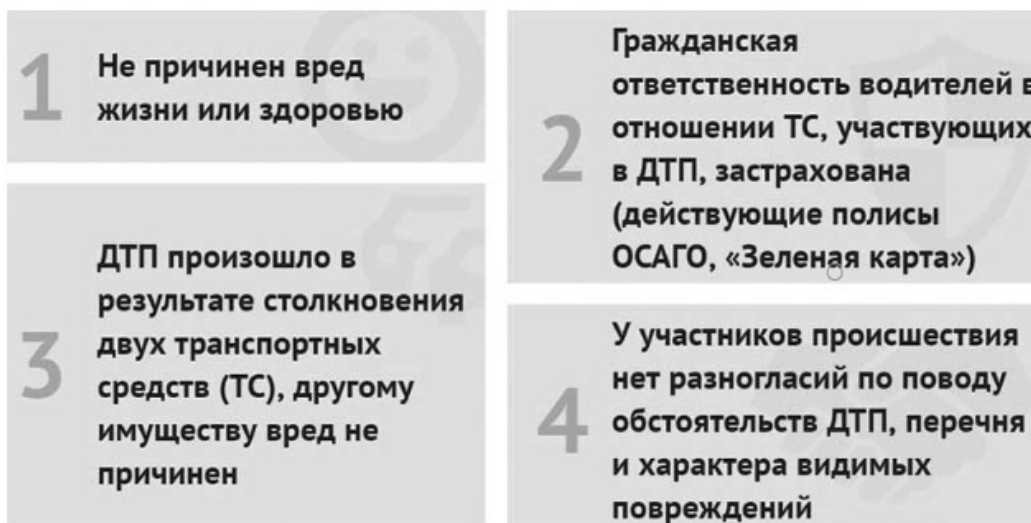 1
Не причинен вред
жизни или здоровью
2
Гражданская
ответственность водителей в
отношении ТС, участвующих
в ДТП, застрахована
(действующие полисы
ОСАГО, «Зеленая карта»)
3
ДТП произошло в
результате столкновения
двух транспортных
средств (ТС), другому
имуществу вред не
причинен
4
У участников происшествия
нет разногласий по поводу
обстоятельств ДТП, перечня
и характера видимых
повреждений